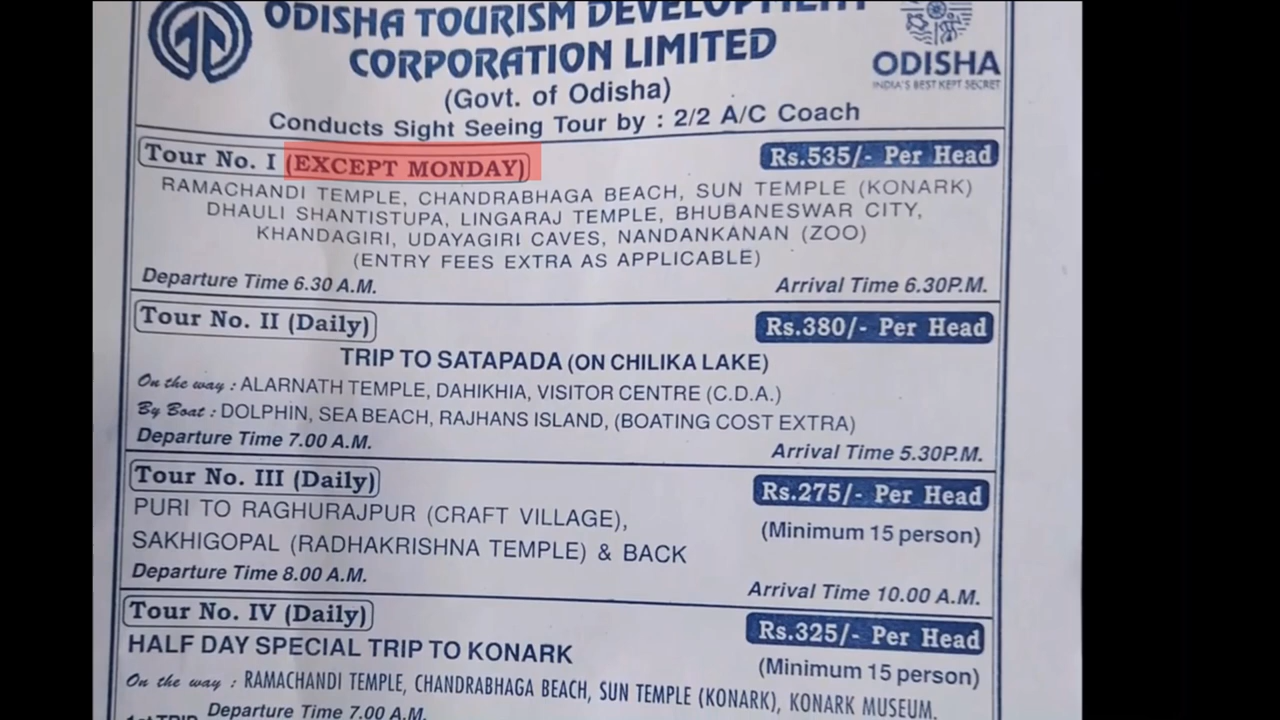 ODISHA TOURISM DEVELOPMENT
CORPORATION LIMITED
(Govt. of Odisha)
ODISHA
INDIA'S BEST KEPT SECRET
Conducts Sight Seeing Tour by : 2/2 A/C Coach
Tour No. I (EXCEPT MONDAY) Rs.535/- Per Head
RAMACHANDI TEMPLE, CHANDRABHAGA BEACH, SUN TEMPLE (KONARK)
DHAULI SHANTISTUPA, LINGARAJ TEMPLE, BHUBANESWAR CITY,
KHANDAGIRI, UDAYAGIRI CAVES, NANDANKANAN (ZOO)
(ENTRY FEES EXTRA AS APPLICABLE)
Departure Time 6.30 A.M. Arrival Time 6.30P.M.
Tour No. II (Daily) Rs.380/- Per Head
TRIP TO SATAPADA (ON CHILIKA LAKE)
On the way : ALARNATH TEMPLE, DAHIKHIA, VISITOR CENTRE (C.D.A.)
By Boat : DOLPHIN, SEA BEACH, RAJHANS ISLAND, (BOATING COST EXTRA)
Departure Time 7.00 A.M. Arrival Time 5.30P.M.
Tour No. III (Daily) Rs.275/- Per Head
PURI TO RAGHURAJPUR (CRAFT VILLAGE), (Minimum 15 person)
SAKHIGOPAL (RADHAKRISHNA TEMPLE) & BACK
Departure Time 8.00 A.M. Arrival Time 10.00 A.M.
Tour No. IV (Daily) Rs.325/- Per Head
HALF DAY SPECIAL TRIP TO KONARK (Minimum 15 person)
On the way : RAMACHANDI TEMPLE, CHANDRABHAGA BEACH, SUN TEMPLE (KONARK), KONARK MUSEUM.
1st TRIP Departure Time 7.00 A.M.